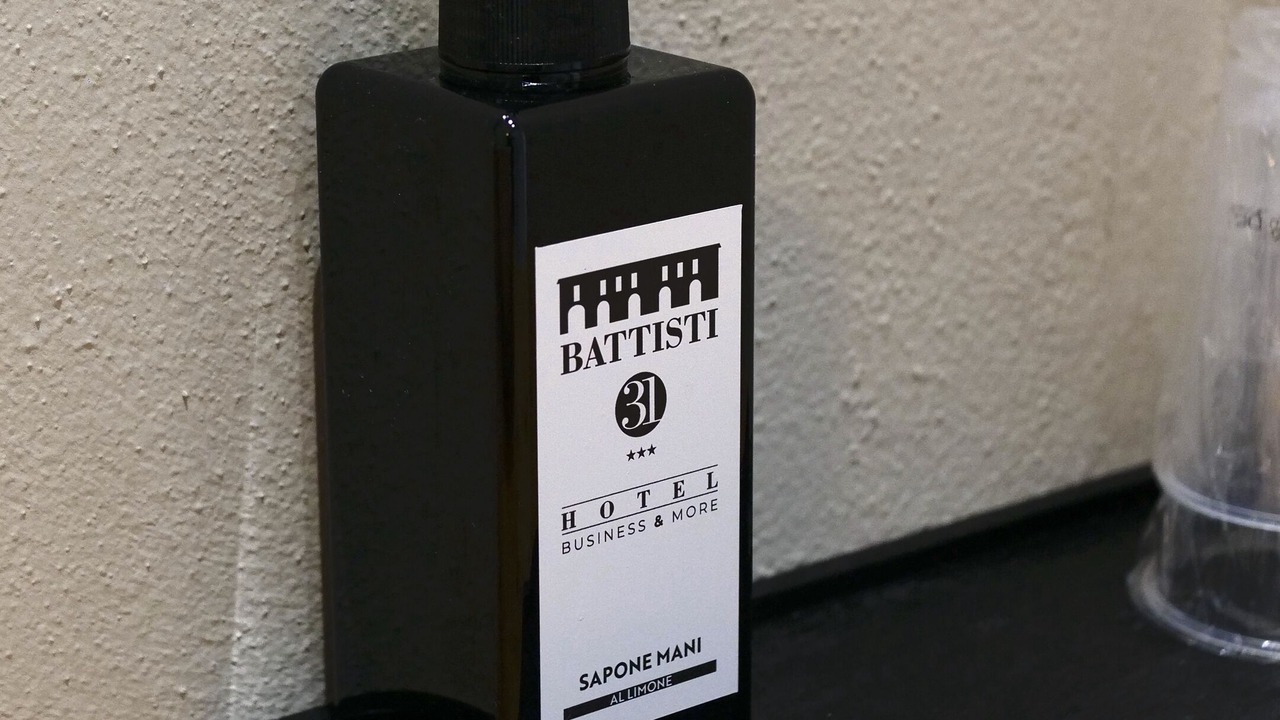 BATTISTI
31
HOTEL
BUSINESS & MORE
SAPONE MANI
AL LIMONE